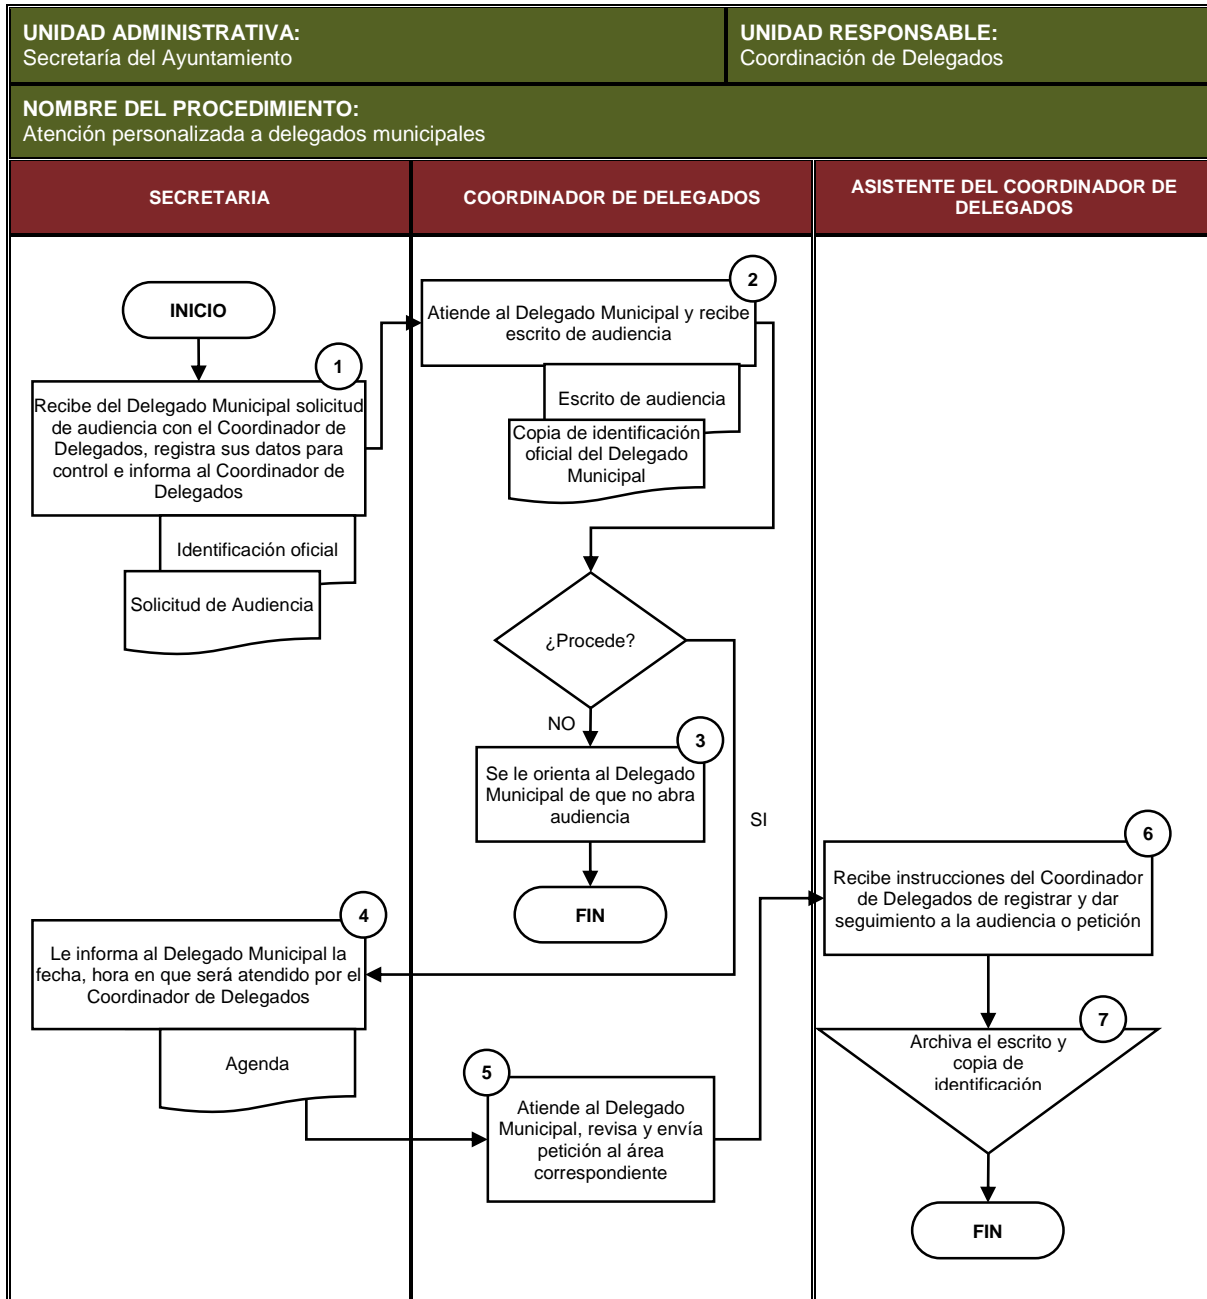 UNIDAD ADMINISTRATIVA:
Secretaría del Ayuntamiento
UNIDAD RESPONSABLE:
Coordinación de Delegados
NOMBRE DEL PROCEDIMIENTO:
Atención personalizada a delegados municipales
SECRETARIA
COORDINADOR DE DELEGADOS
ASISTENTE DEL COORDINADOR DE
DELEGADOS
INICIO
1
Recibe del Delegado Municipal solicitud
de audiencia con el Coordinador de
Delegados, registra sus datos para
control e informa al Coordinador de
Delegados
Identificación oficial
Solicitud de Audiencia
2
Atiende al Delegado Municipal y recibe
escrito de audiencia
Escrito de audiencia
Copia de identificación
oficial del Delegado
Municipal
¿Procede?
NO
SI
3
Se le orienta al Delegado
Municipal de que no abra
audiencia
FIN
4
Le informa al Delegado Municipal la
fecha, hora en que será atendido por el
Coordinador de Delegados
Agenda
5
Atiende al Delegado
Municipal, revisa y envía
petición al área
correspondiente
6
Recibe instrucciones del Coordinador
de Delegados de registrar y dar
seguimiento a la audiencia o petición
7
Archiva el escrito y
copia de
identificación
FIN